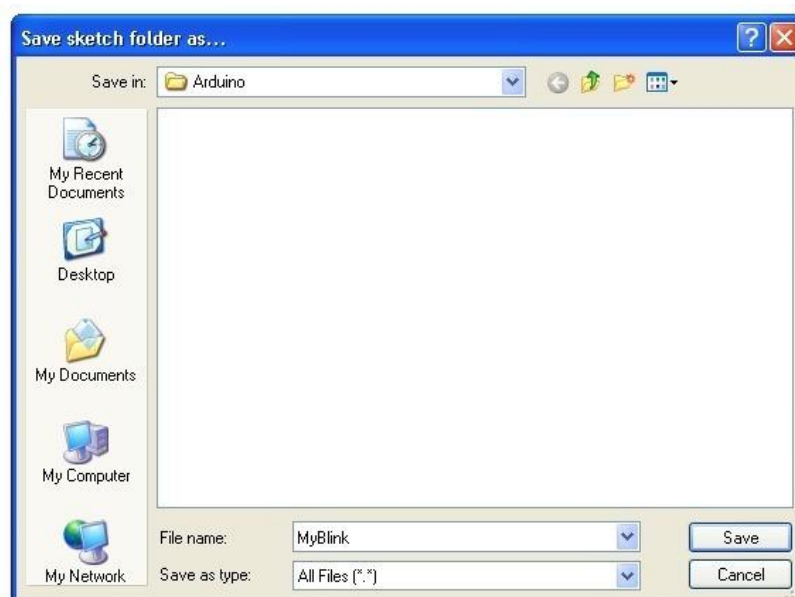 Save sketch folder as...
Save in: Arduino
My Recent
Documents
Desktop
My Documents
My Computer
My Network
File name: MyBlink Save
Save as type: All Files (*.*) Cancel